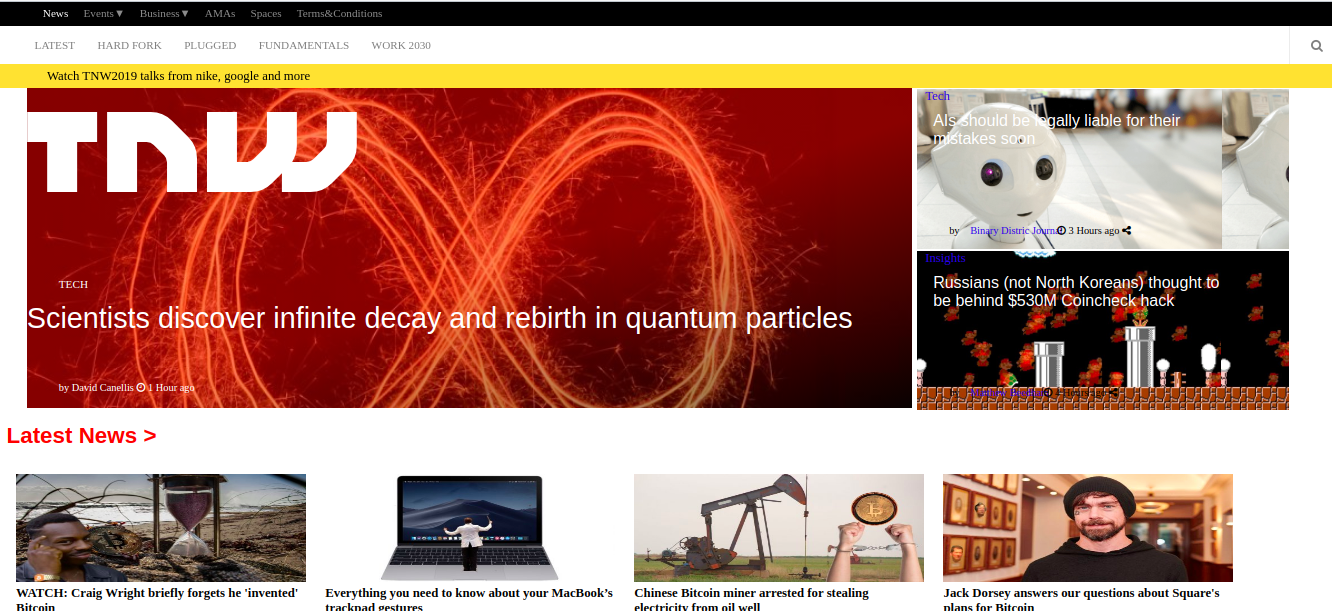 News Events▼ Business▼ AMAs Spaces Terms&Conditions
LATEST HARD FORK PLUGGED FUNDAMENTALS WORK 2030
Watch TNW2019 talks from nike, google and more
TNW
TECH
Scientists discover infinite decay and rebirth in quantum particles
by David Canellis 1 Hour ago
Tech
AIs should be legally liable for their
mistakes soon
by Binary Distric Journal 3 Hours ago
Insights
Russians (not North Koreans) thought to
be behind $530M Coincheck hack
by
Latest News >
WATCH: Craig Wright briefly forgets he 'invented'
Bitcoin
Everything you need to know about your MacBook's
trackpad gestures
Chinese Bitcoin miner arrested for stealing
electricity from oil well
Jack Dorsey answers our questions about Square's
plans for Bitcoin